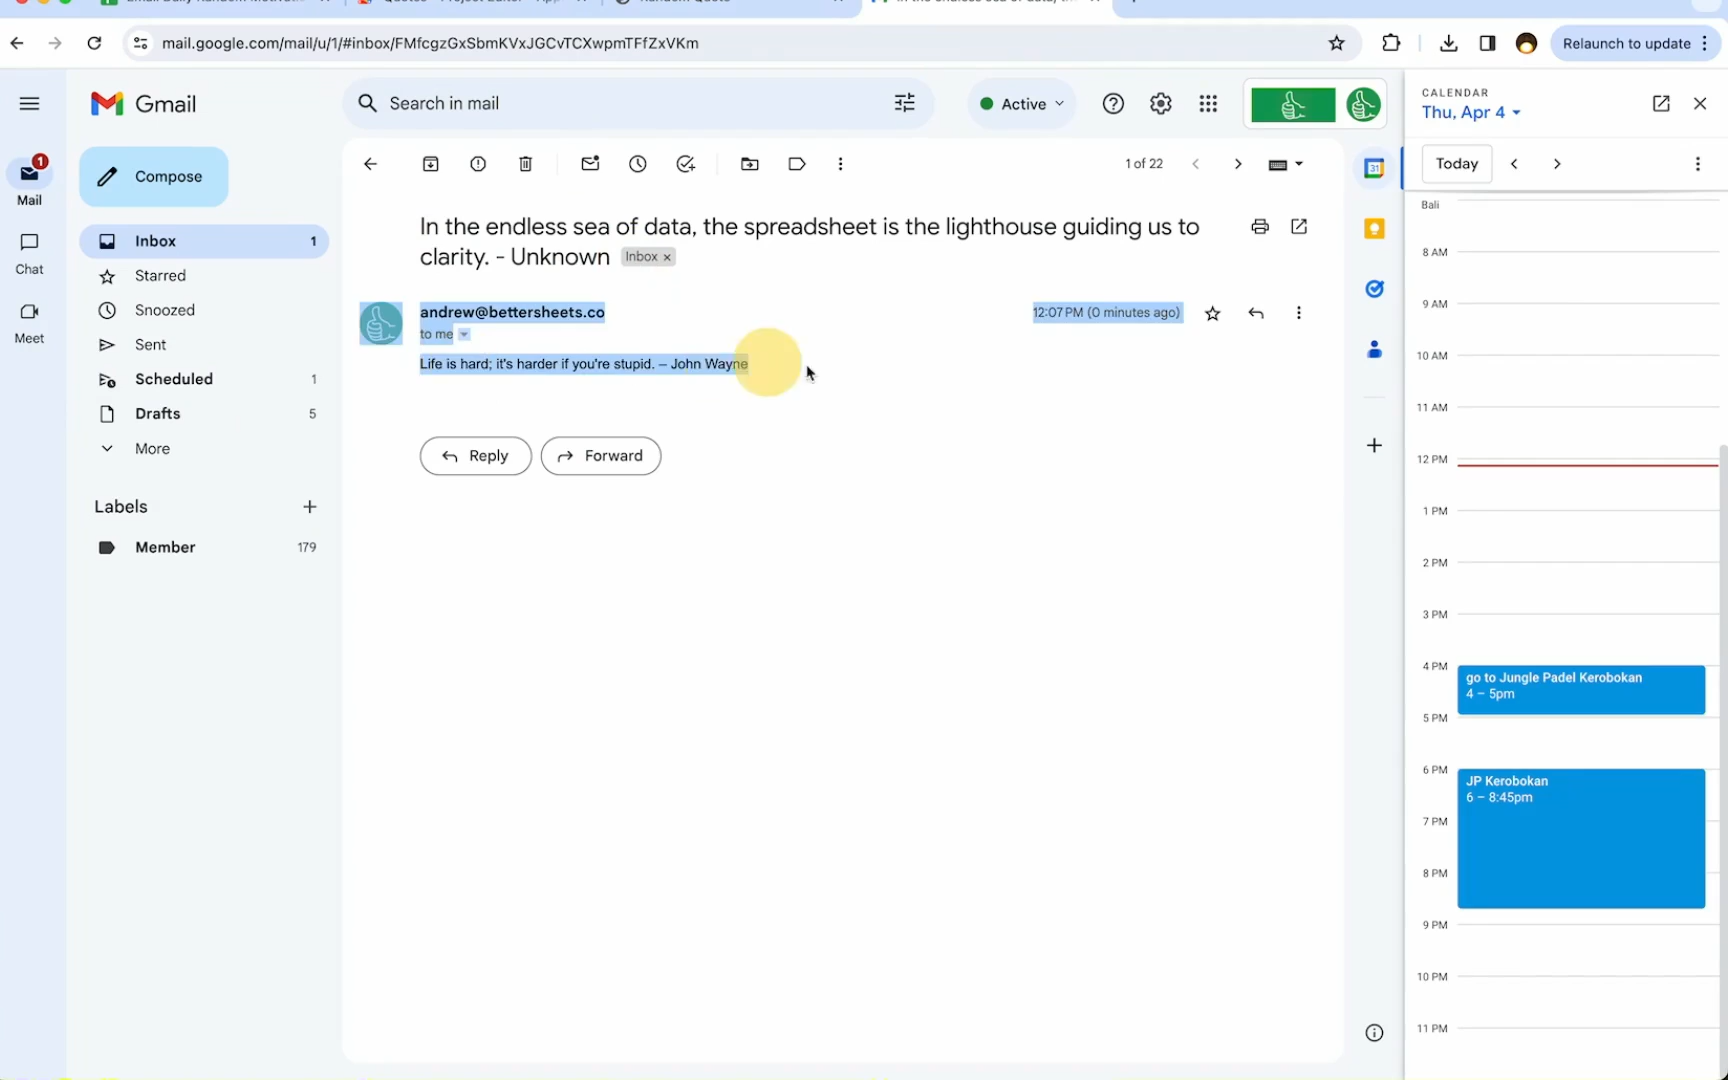 mail.google.com/mail/u/1/#inbox/FMfcgzGxSbmKVxJGCvTCXwpmTFfZxVKm
Relaunch to update
Gmail
Search in mail
Active
CALENDAR
Thu, Apr 4
1
Mail
Chat
Meet
Compose
Inbox 1
Starred
Snoozed
Sent
Scheduled 1
Drafts 5
More
Labels
Member 179
1 of 22
In the endless sea of data, the spreadsheet is the lighthouse guiding us to
clarity. - Unknown Inbox x
andrew@bettersheets.co
12:07 PM (0 minutes ago)
to me
Life is hard; it's harder if you're stupid. – John Wayne
Reply
Forward
31
Today
Bali
8 AM
9 AM
10 AM
11 AM
12 PM
1 PM
2 PM
3 PM
4 PM
go to Jungle Padel Kerobokan
4 – 5pm
5 PM
6 PM
JP Kerobokan
6 – 8:45pm
7 PM
8 PM
9 PM
10 PM
11 PM